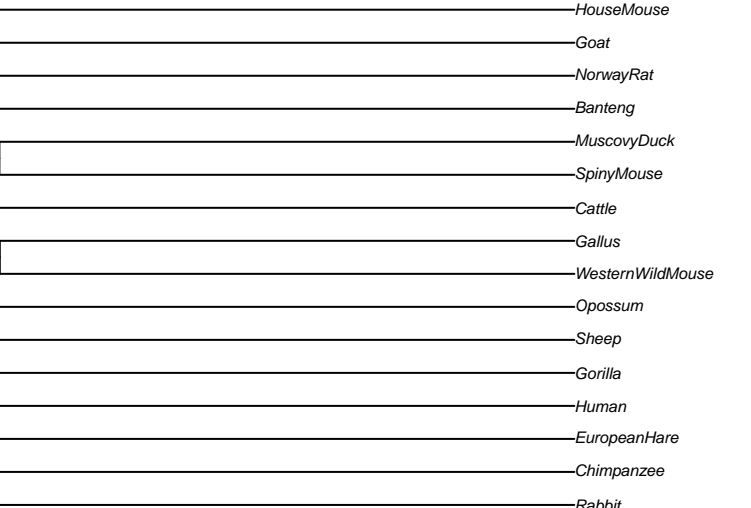 HouseMouse
Goat
NorwayRat
Banteng
MuscovyDuck
SpinyMouse
Cattle
Gallus
WesternWildMouse
Opossum
Sheep
Gorilla
Human
EuropeanHare
Chimpanzee
Rabbit